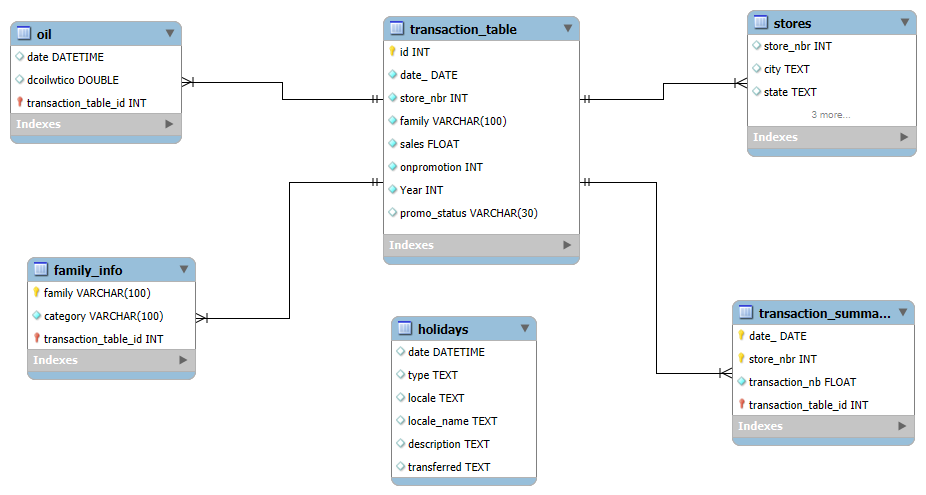 oil
date DATETIME
dcoilwtico DOUBLE
transaction_table_id INT
Indexes
transaction_table
id INT
date_ DATE
store_nbr INT
family VARCHAR(100)
sales FLOAT
onpromotion INT
Year INT
promo_status VARCHAR(30)
Indexes
stores
store_nbr INT
city TEXT
state TEXT
3 more...
Indexes
family_info
family VARCHAR(100)
category VARCHAR(100)
transaction_table_id INT
Indexes
holidays
date DATETIME
type TEXT
locale TEXT
locale_name TEXT
description TEXT
transferred TEXT
transaction_summa...
date_ DATE
store_nbr INT
transaction_nb FLOAT
transaction_table_id INT
Indexes